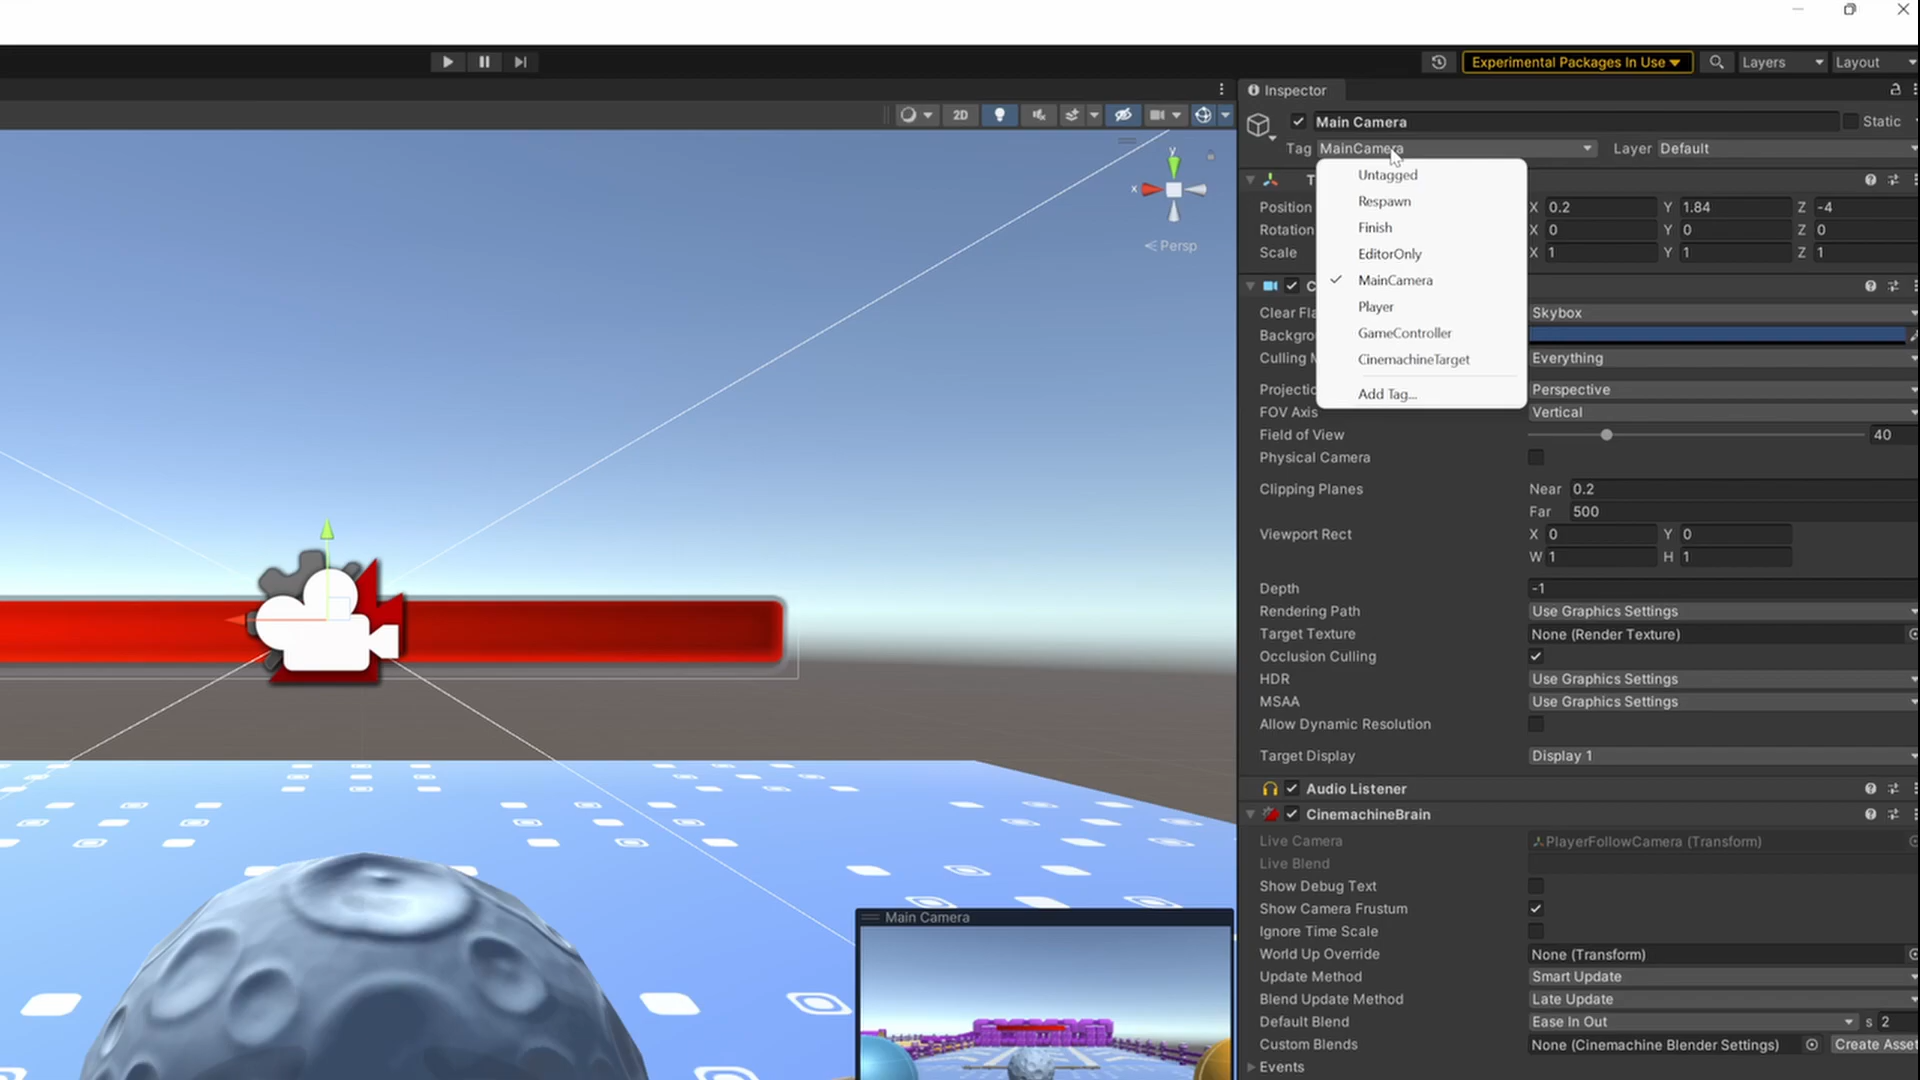 Experimental Packages In Use
Layers
Layout
Inspector
2D
Main Camera
Static
Tag MainCamera
Layer Default
Untagged
Respawn
Finish
EditorOnly
MainCamera
Player
GameController
CinemachineTarget
Add Tag...
y
x
Persp
T
Position X 0.2 Y 1.84 Z -4
Rotation X 0 Y 0 Z 0
Scale X 1 Y 1 Z 1
C
Clear Fla Skybox
Backgrou
Culling M Everything
Projectio Perspective
FOV Axis Vertical
Field of View 40
Physical Camera
Clipping Planes Near 0.2
Far 500
Viewport Rect X 0 Y 0
W 1 H 1
Depth -1
Rendering Path Use Graphics Settings
Target Texture None (Render Texture)
Occlusion Culling
HDR Use Graphics Settings
MSAA Use Graphics Settings
Allow Dynamic Resolution
Target Display Display 1
Audio Listener
CinemachineBrain
Live Camera PlayerFollowCamera (Transform)
Live Blend
Show Debug Text
Show Camera Frustum
Ignore Time Scale
World Up Override None (Transform)
Update Method Smart Update
Blend Update Method Late Update
Default Blend Ease In Out s 2
Custom Blends None (Cinemachine Blender Settings) Create Asset
Events
Main Camera